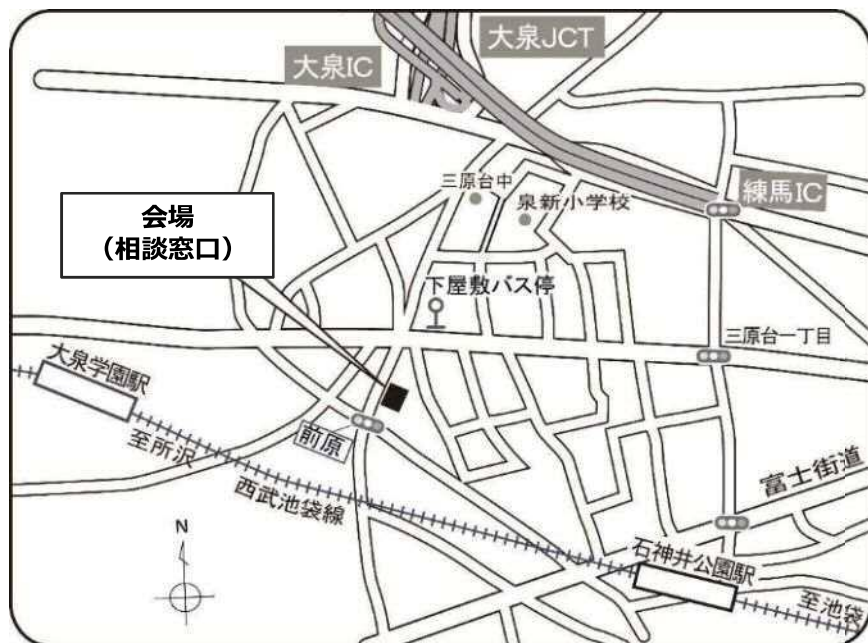 大泉JCT
大泉IC
三原台中
泉新小学校
練馬IC
会場
（相談窓口）
下屋敷バス停
三原台一丁目
大泉学園駅
至所沢
前原
西武池袋線
富士街道
N
石神井公園駅
至池袋